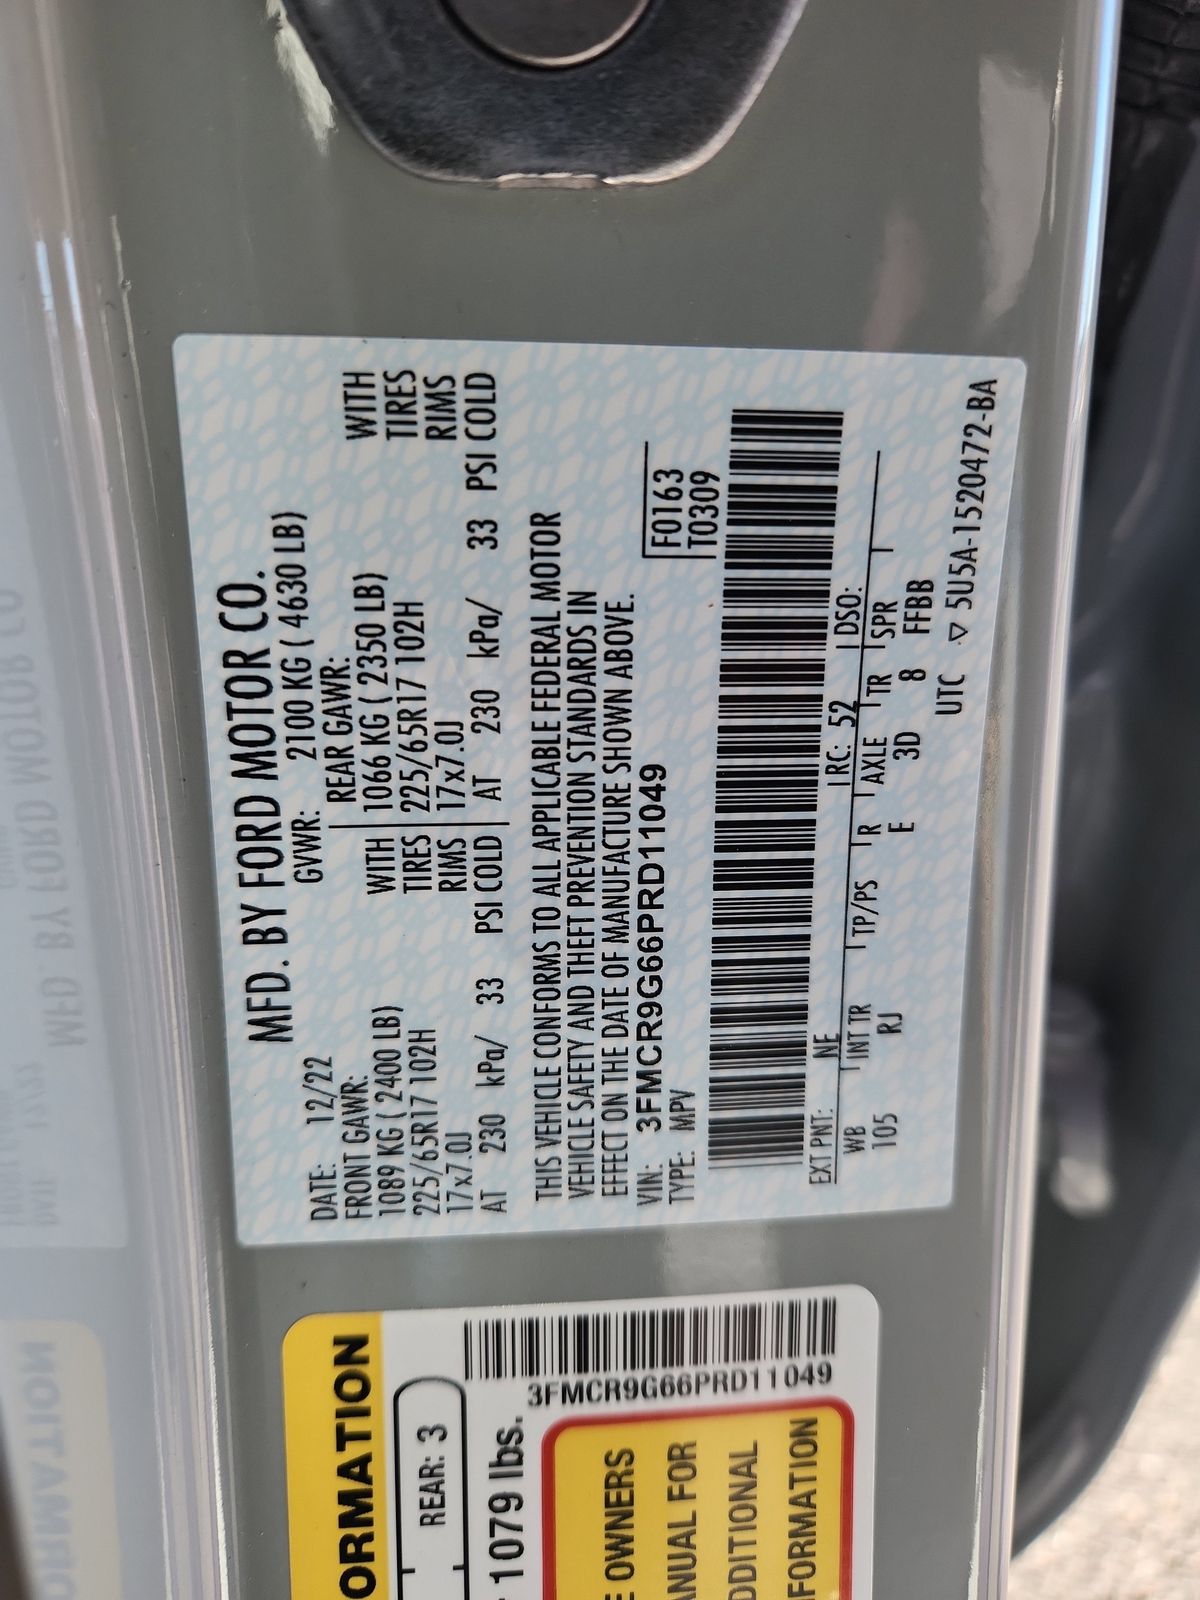 MFD. BY FORD MOTOR CO.
DATE: 12/22 GVWR: 2100 KG ( 4630 LB)
FRONT GAWR: REAR GAWR:
1089 KG ( 2400 LB) WITH 1066 KG ( 2350 LB) WITH
225/65R17 102H TIRES 225/65R17 102H TIRES
17x7.0J RIMS 17x7.0J RIMS
AT 230 kPa/ 33 PSI COLD AT 230 kPa/ 33 PSI COLD
THIS VEHICLE CONFORMS TO ALL APPLICABLE FEDERAL MOTOR
VEHICLE SAFETY AND THEFT PREVENTION STANDARDS IN
EFFECT ON THE DATE OF MANUFACTURE SHOWN ABOVE.
VIN: 3FMCR9G66PRD11049 F0163
TYPE: MPV T0309
EXT PNT: NE RC: 52 DSO:
WB INT TR TP/PS R AXLE TR SPR
105 RJ E 3D 8 FFBB
UTC ▽ 5U5A-1520472-BA
ORMATION
REAR: 3
1079 lbs.
3FMCR9G66PRD11049
E OWNERS
ANUAL FOR
DDITIONAL
FORMATION